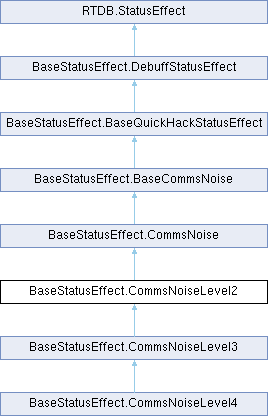 RTDB.StatusEffect
BaseStatusEffect.DebuffStatusEffect
BaseStatusEffect.BaseQuickHackStatusEffect
BaseStatusEffect.BaseCommsNoise
BaseStatusEffect.CommsNoise
BaseStatusEffect.CommsNoiseLevel2
BaseStatusEffect.CommsNoiseLevel3
BaseStatusEffect.CommsNoiseLevel4